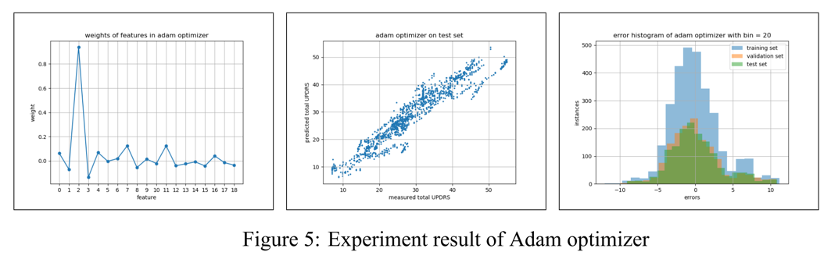 weights of features in adam optimizer
0.8
0.6
0.4
0.2
0.0
weight
0 1 2 3 4 5 6 7 8 9 10 11 12 13 14 15 16 17 18
feature
adam optimizer on test set
50
40
30
20
10
predicted total UPDRS
10 20 30 40 50
measured total UPDRS
error histogram of adam optimizer with bin = 20
training set
validation set
test set
500
400
300
200
100
0
instances
−10 −5 0 5 10
errors
Figure 5: Experiment result of Adam optimizer